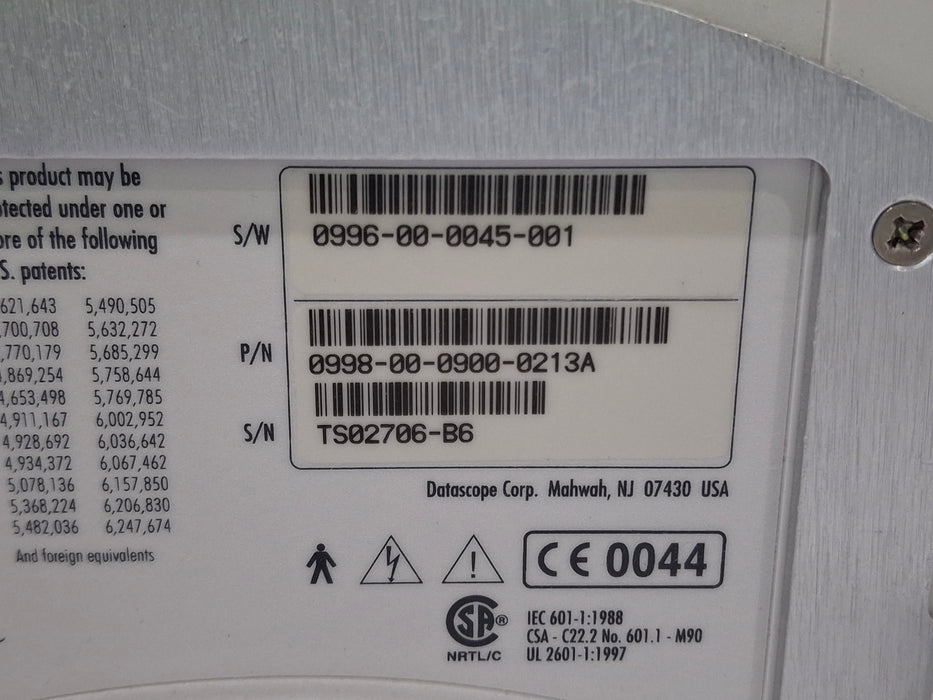 s product may be
otected under one or
ore of the following
S. patents:
621,643 5,490,505
,700,708 5,632,272
,770,179 5,685,299
,869,254 5,758,644
4,653,498 5,769,785
4,911,167 6,002,952
4,928,692 6,036,642
4,934,372 6,067,462
5,078,136 6,157,850
5,368,224 6,206,830
5,482,036 6,247,674
And foreign equivalents
S/W 0996-00-0045-001
P/N 0998-00-0900-0213A
S/N TS02706-B6
Datascope Corp. Mahwah, NJ 07430 USA
CE 0044
SA®
NRTL/C
IEC 601-1:1988
CSA - C22.2 No. 601.1 - M90
UL 2601-1:1997